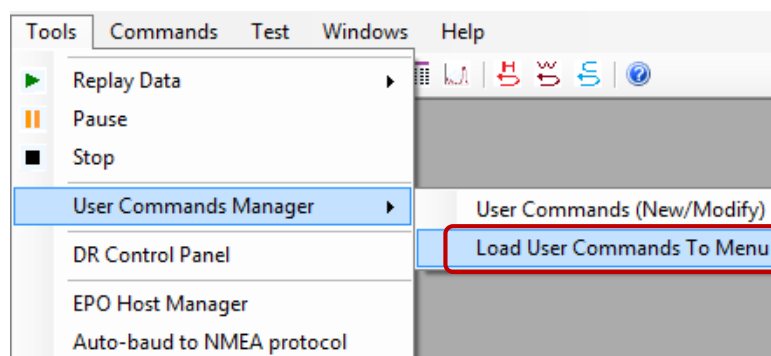 Tools Commands Test Windows Help
H W C ?
Replay Data
Pause
Stop
User Commands Manager
User Commands (New/Modify)
Load User Commands To Menu
DR Control Panel
EPO Host Manager
Auto-baud to NMEA protocol